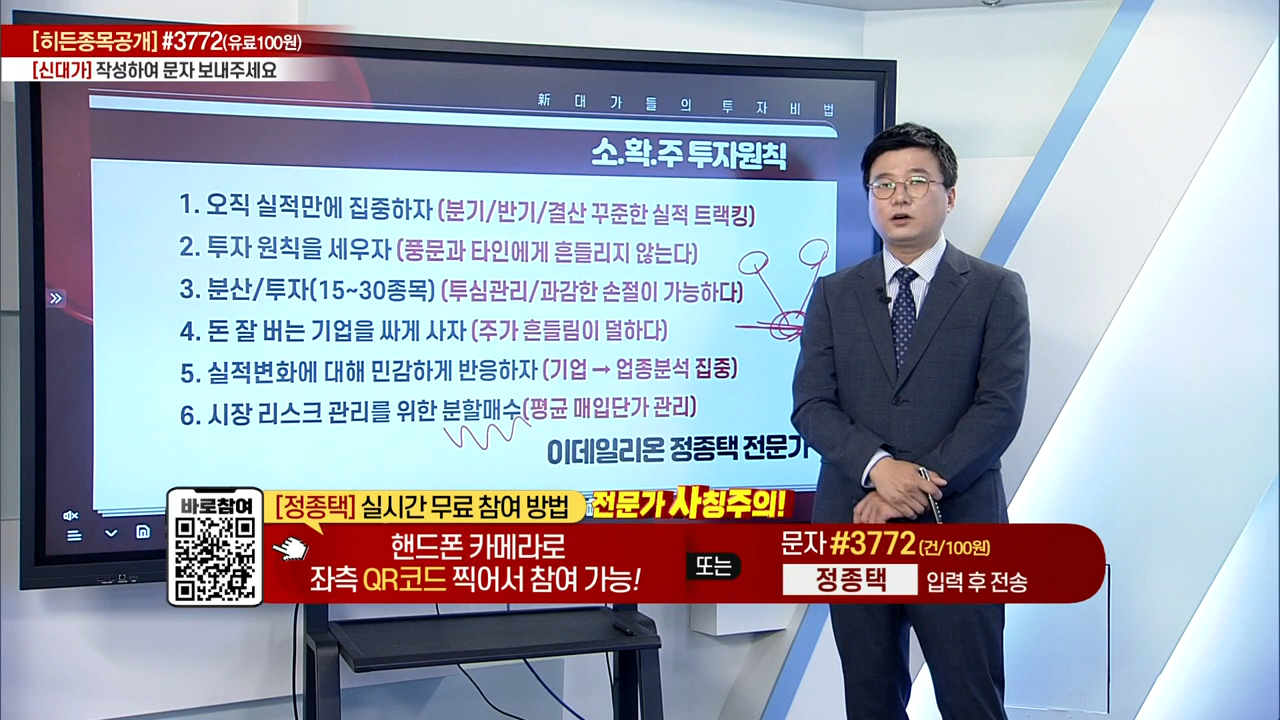 [히든종목공개] #3772(유료100원)
[신대가] 작성하여 문자 보내주세요
新대가들의 투자비법
소.확.주 투자원칙
1. 오직 실적만에 집중하자 (분기/반기/결산 꾸준한 실적 트랙킹)
2. 투자 원칙을 세우자 (풍문과 타인에게 흔들리지 않는다)
3. 분산/투자(15~30종목) (투심관리/과감한 손절이 가능하다)
4. 돈 잘 버는 기업을 싸게 사자 (주가 흔들림이 덜하다)
5. 실적변화에 대해 민감하게 반응하자 (기업 → 업종분석 집중)
6. 시장 리스크 관리를 위한 분할매수(평균 매입단가 관리)
이데일리온 정종택 전문가
바로참여
[정종택] 실시간 무료 참여 방법
전문가 사칭주의!
핸드폰 카메라로
좌측 QR코드 찍어서 참여 가능!
또는
문자 #3772 (건/100원)
정종택 입력 후 전송